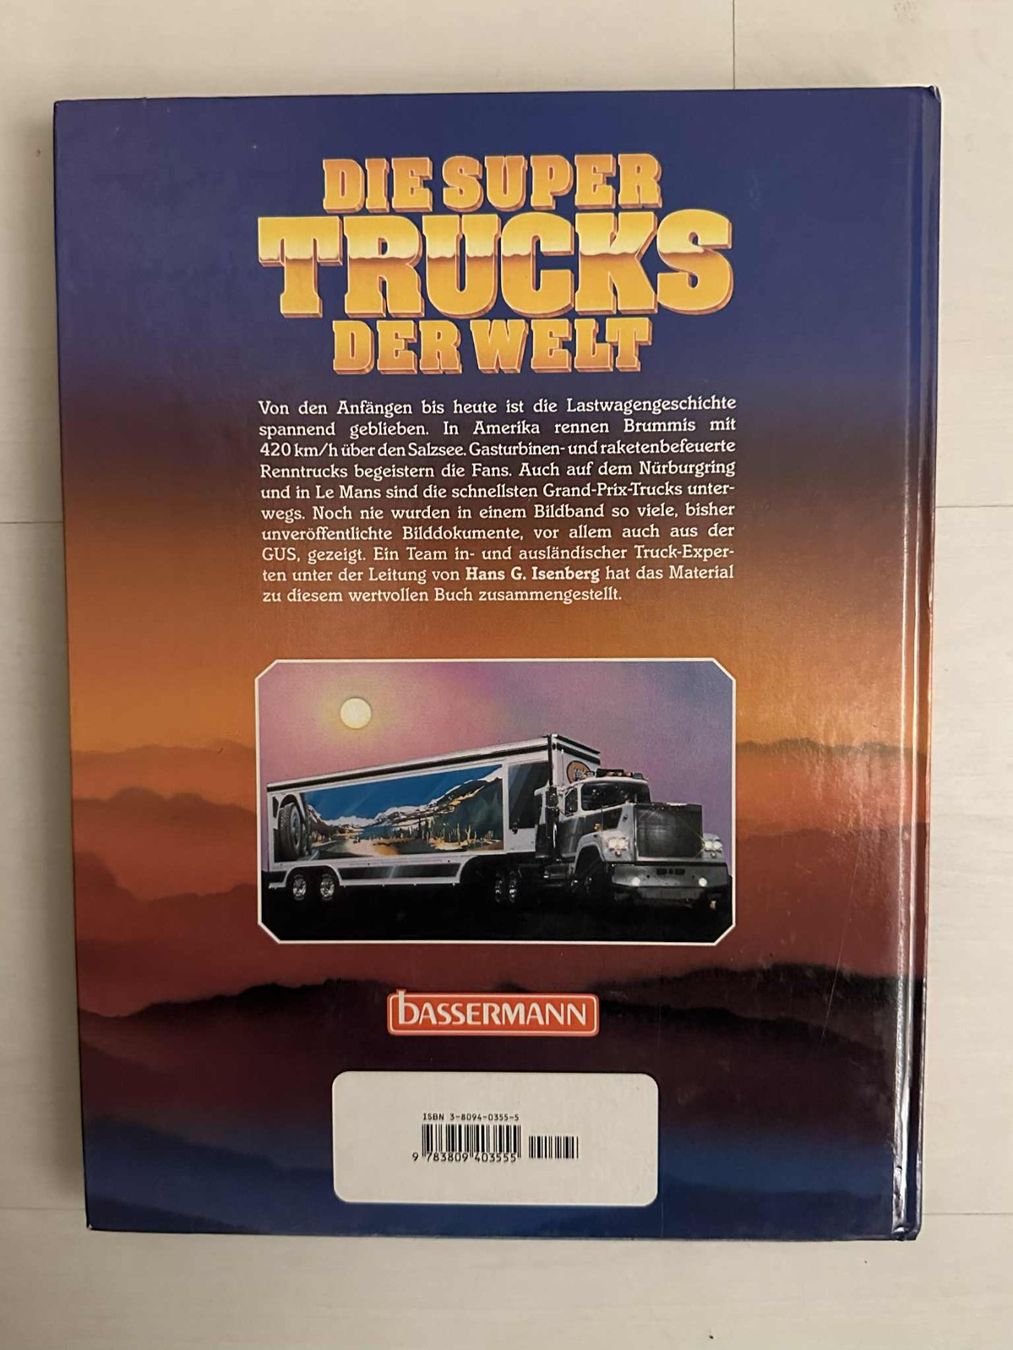 DIE SUPER
TRUCKS
DER WELT
Von den Anfängen bis heute ist die Lastwagengeschichte
spannend geblieben. In Amerika rennen Brummis mit
420 km/h über den Salzsee. Gasturbinen- und raketenbefeuerte
Renntrucks begeistern die Fans. Auch auf dem Nürburgring
und in Le Mans sind die schnellsten Grand-Prix-Trucks unter-
wegs. Noch nie wurden in einem Bildband so viele, bisher
unveröffentlichte Bilddokumente, vor allem auch aus der
GUS, gezeigt. Ein Team in- und ausländischer Truck-Exper-
ten unter der Leitung von Hans G. Isenberg hat das Material
zu diesem wertvollen Buch zusammengestellt.
BASSERMANN
ISBN 3-8094-0355-5
9 783809 403555